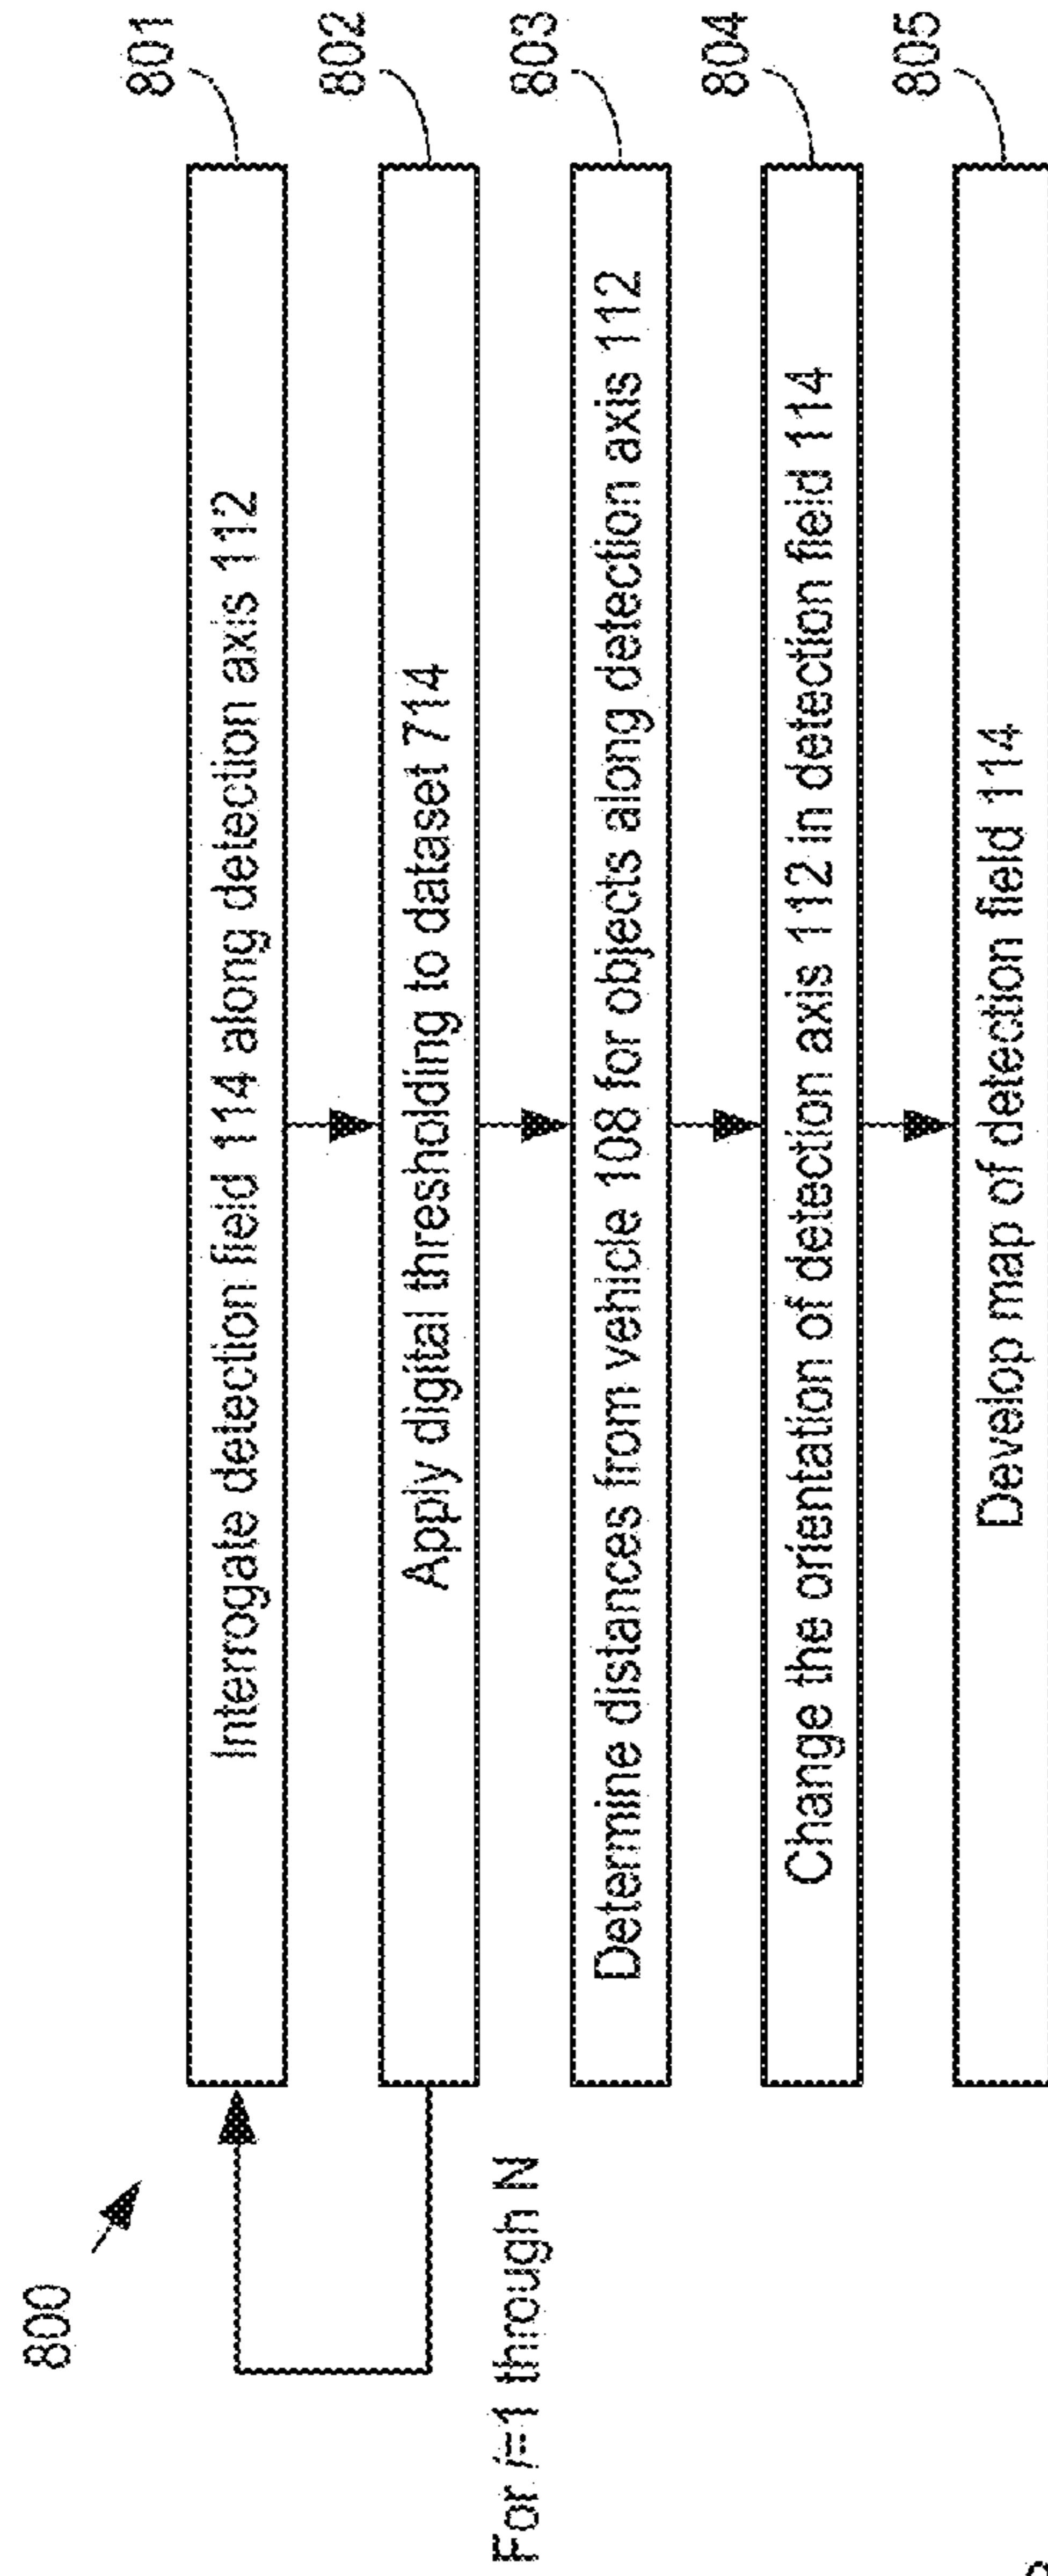 800
Interrogate detection field 114 along detection axis 112
801
Apply digital thresholding to dataset 714
802
For i=1 through N
Determine distances from vehicle 108 for objects along detection axis 112
803
Change the orientation of detection axis 112 in detection field 114
804
Develop map of detection field 114
805